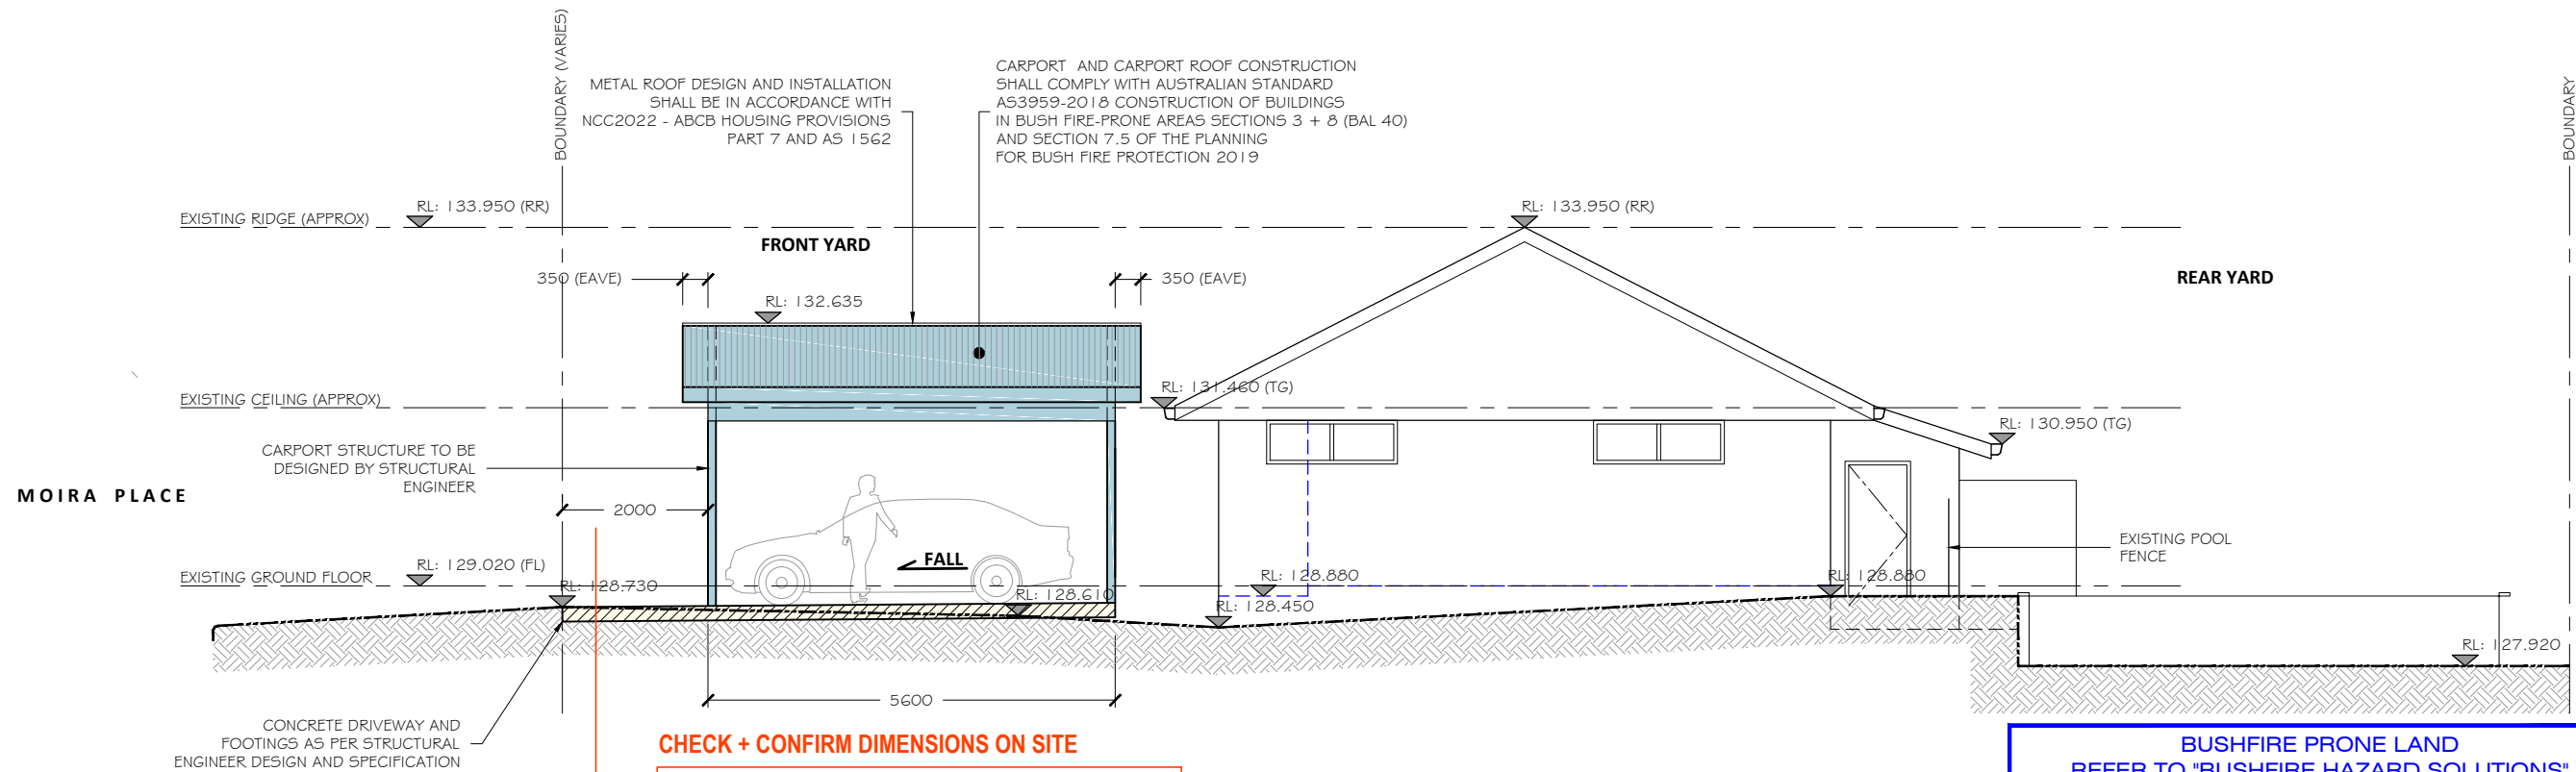 BOUNDARY (VARIES)
METAL ROOF DESIGN AND INSTALLATION
SHALL BE IN ACCORDANCE WITH
NCC2022 - ABCB HOUSING PROVISIONS
PART 7 AND AS 1562
CARPORT AND CARPORT ROOF CONSTRUCTION
SHALL COMPLY WITH AUSTRALIAN STANDARD
AS3959-2018 CONSTRUCTION OF BUILDINGS
IN BUSH FIRE-PRONE AREAS SECTIONS 3 + 8 (BAL 40)
AND SECTION 7.5 OF THE PLANNING
FOR BUSH FIRE PROTECTION 2019
BOUNDARY
EXISTING RIDGE (APPROX)
RL: 133.950 (RR)
RL: 133.950 (RR)
FRONT YARD
REAR YARD
350 (EAVE)
350 (EAVE)
RL: 132.635
EXISTING CEILING (APPROX)
RL: 131.460 (TG)
RL: 130.950 (TG)
CARPORT STRUCTURE TO BE
DESIGNED BY STRUCTURAL
ENGINEER
MOIRA PLACE
2000
FALL
EXISTING POOL
FENCE
EXISTING GROUND FLOOR
RL: 129.020 (FL)
RL: 128.730
RL: 128.610
RL: 128.880
RL: 128.450
RL: 128.880
RL: 127.920
5600
CONCRETE DRIVEWAY AND
FOOTINGS AS PER STRUCTURAL
ENGINEER DESIGN AND SPECIFICATION
CHECK + CONFIRM DIMENSIONS ON SITE
BUSHFIRE PRONE LAND
REFER TO "BUSHFIRE HAZARD SOLUTIONS"